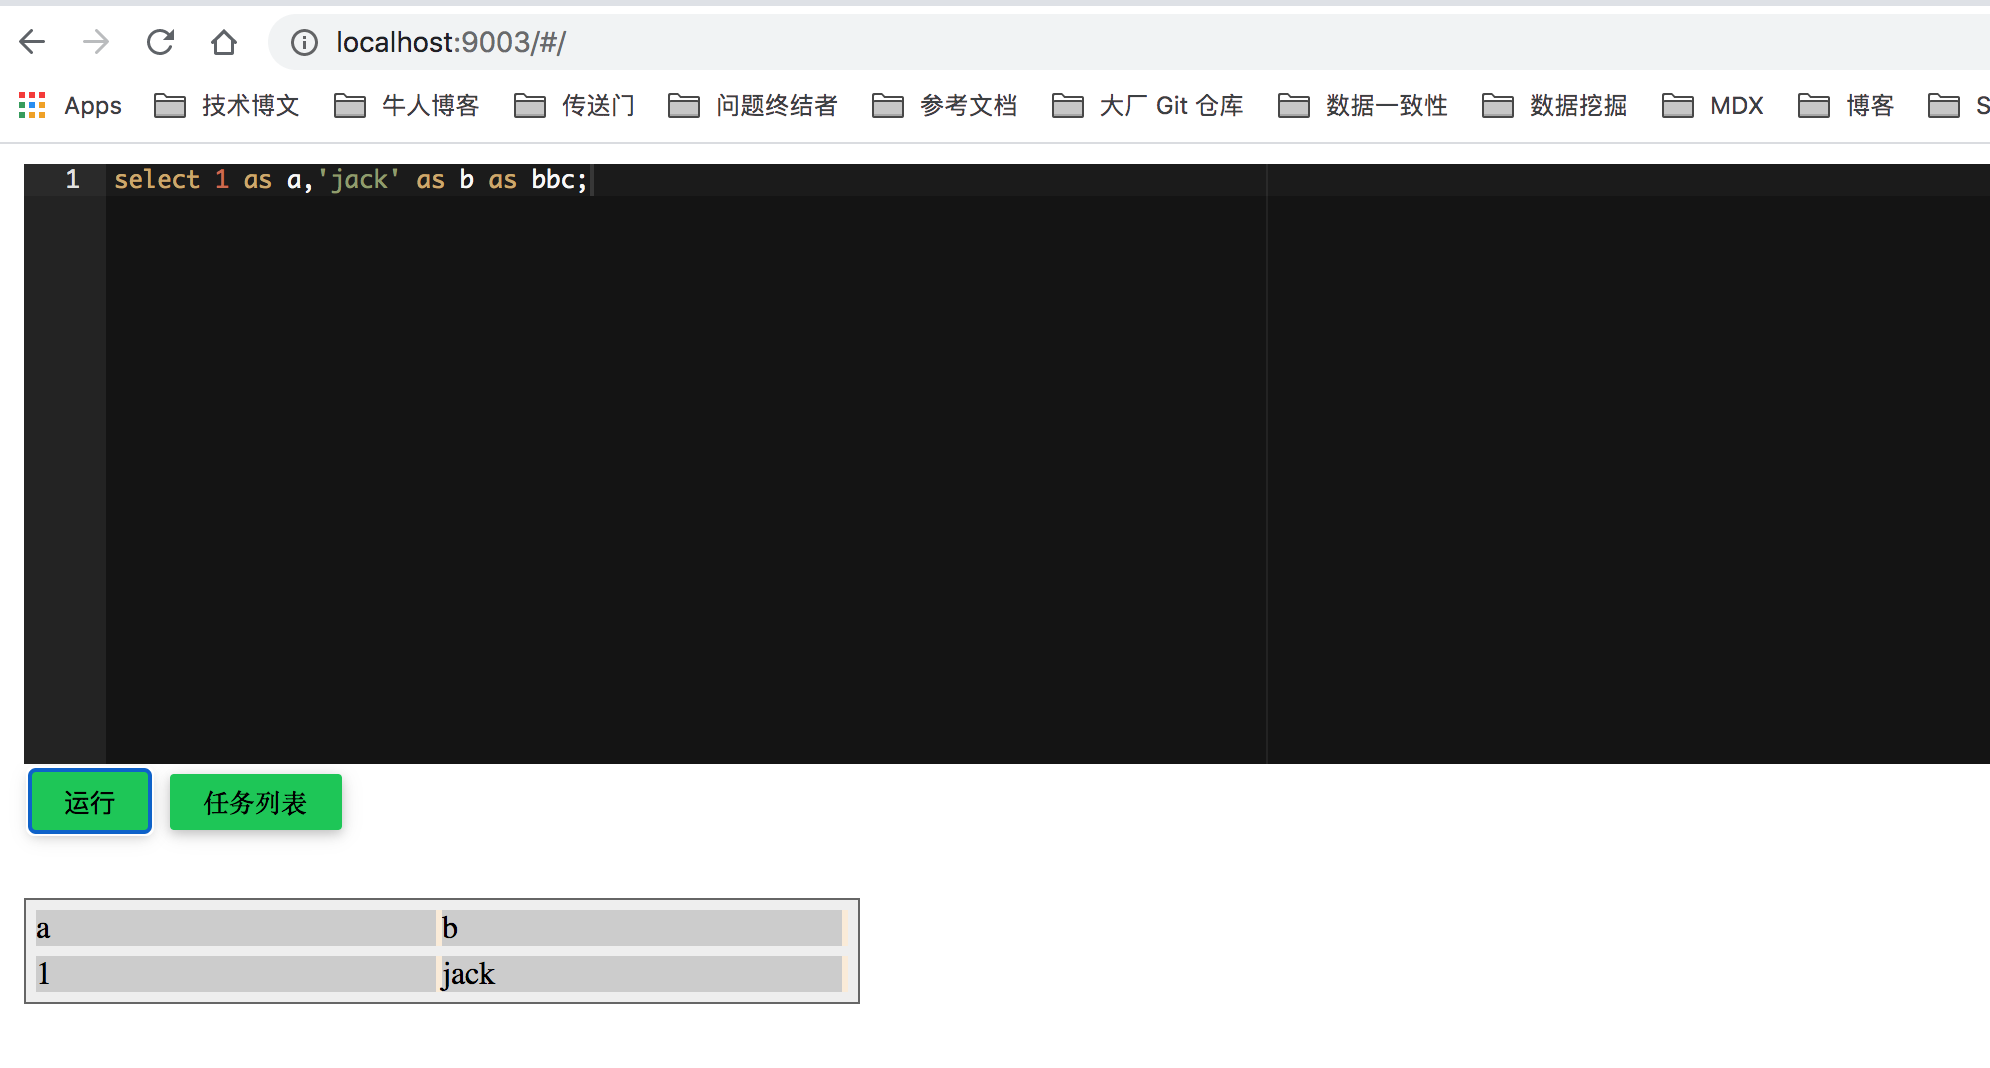 localhost:9003/#/
Apps 技术博文 牛人博客 传送门 问题终结者 参考文档 大厂 Git 仓库 数据一致性 数据挖掘 MDX 博客 S
1 select 1 as a,'jack' as b as bbc;
运行 任务列表
a b
1 jack